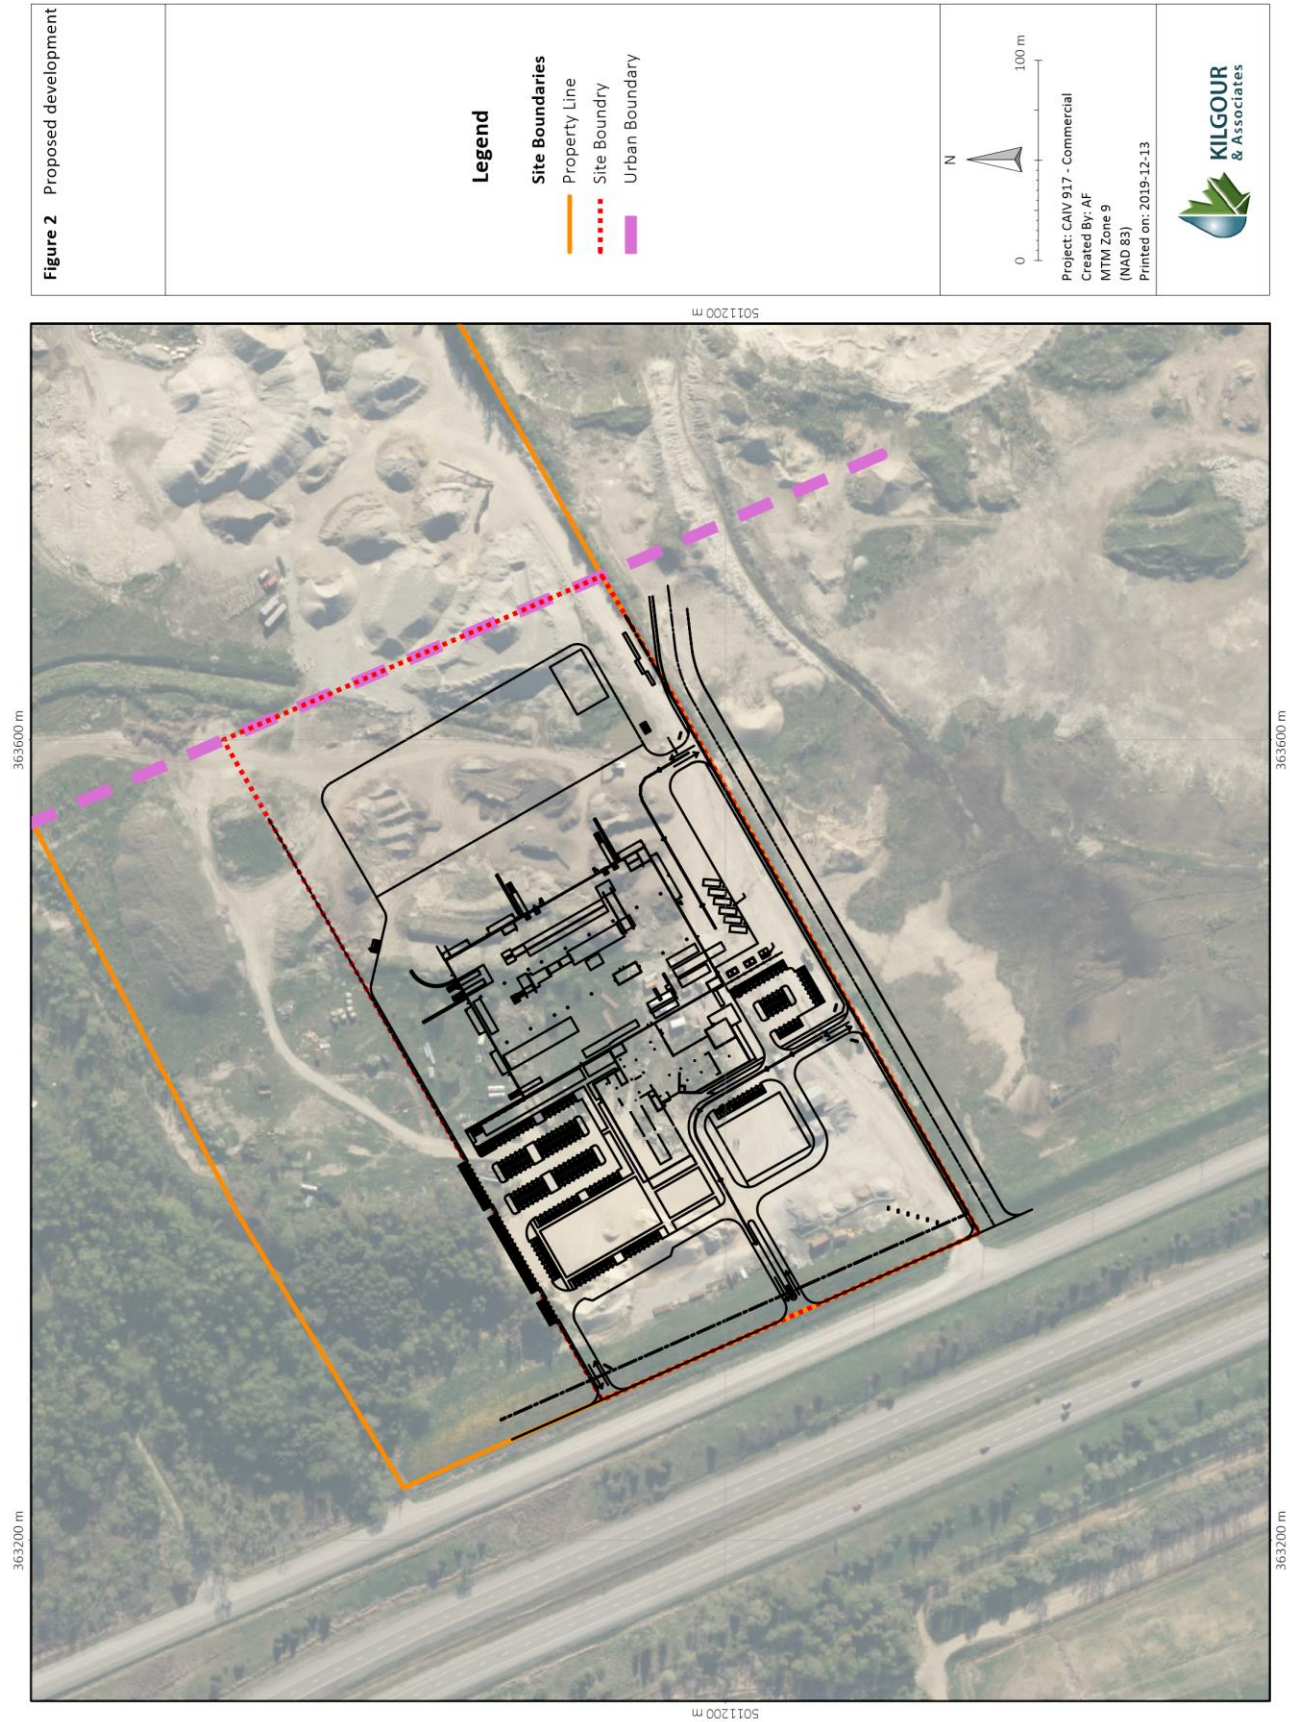 Figure 2 Proposed development
Legend
Site Boundaries
Property Line
Site Boundry
Urban Boundary
N
0 100 m
Project: CAIV 917 - Commercial
Created By: AF
MTM Zone 9
(NAD 83)
Printed on: 2019-12-13
KILGOUR
& Associates
363200 m
363600 m
5011200 m
5011200 m
363200 m
363600 m